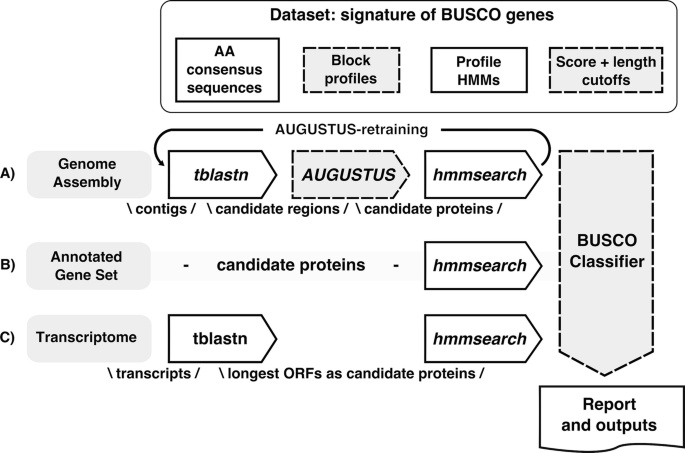 Dataset: signature of BUSCO genes
AA
consensus
sequences
Block
profiles
Profile
HMMs
Score + length
cutoffs
AUGUSTUS-retraining
A)
Genome
Assembly
tblastn
AUGUSTUS
hmmsearch
\ contigs /
\ candidate regions /
\ candidate proteins /
BUSCO
Classifier
B)
Annotated
Gene Set
- candidate proteins -
hmmsearch
C)
Transcriptome
tblastn
hmmsearch
\ transcripts /
\ longest ORFs as candidate proteins /
Report
and outputs